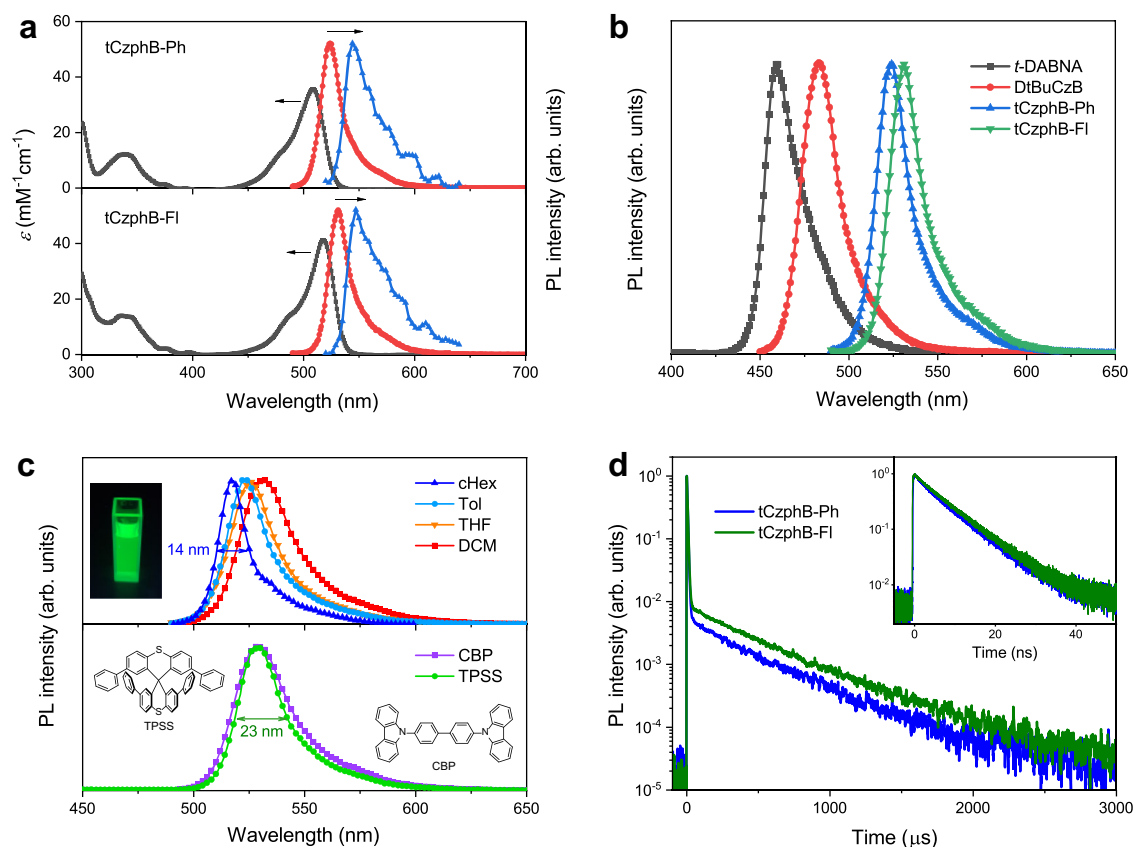 a
tCzphB-Ph
60
40
20
0
tCzphB-Fl
60
40
20
0
300
400
500
600
700
ε (mM⁻¹cm⁻¹)
PL intensity (arb. units)
Wavelength (nm)
b
t-DABNA
DtBuCzB
tCzphB-Ph
tCzphB-Fl
PL intensity (arb. units)
400
450
500
550
600
650
Wavelength (nm)
c
cHex
Tol
THF
DCM
14 nm
CBP
TPSS
S
S
TPSS
23 nm
N
N
CBP
PL intensity (arb. units)
450
500
550
600
650
Wavelength (nm)
d
tCzphB-Ph
tCzphB-Fl
10⁰
10⁻¹
10⁻²
10⁻³
10⁻⁴
10⁻⁵
PL intensity (arb. units)
0
1000
2000
3000
Time (μs)
10⁰
10⁻¹
10⁻²
0
20
40
Time (ns)